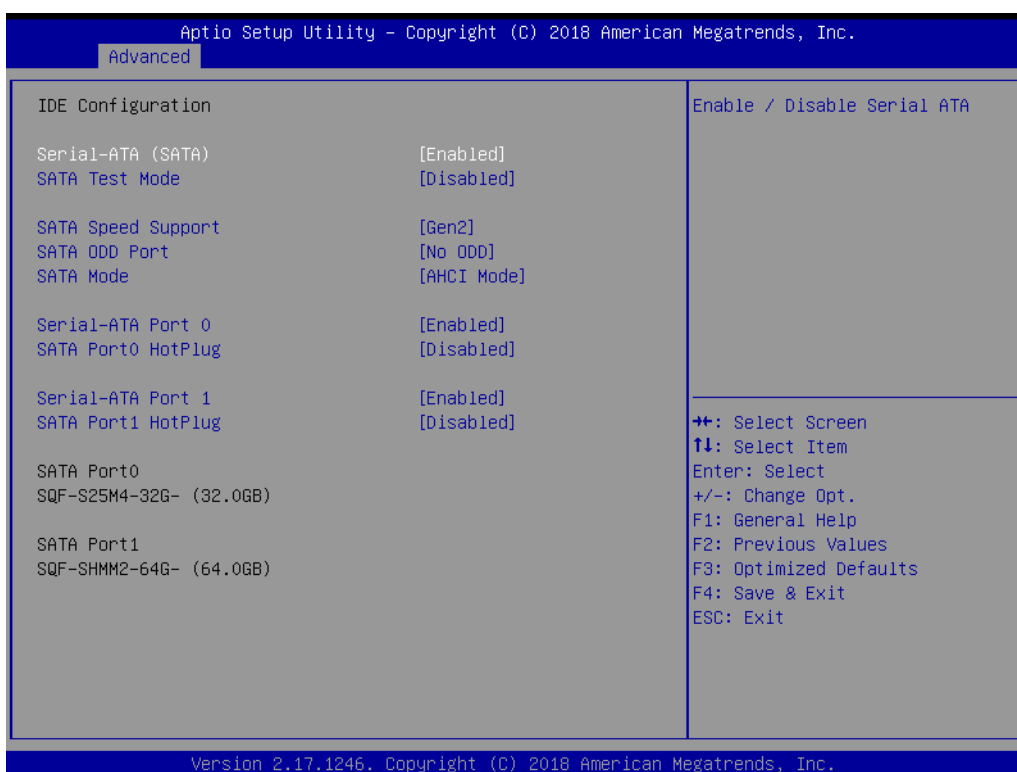 Aptio Setup Utility – Copyright (C) 2018 American Megatrends, Inc.
Advanced
IDE Configuration
Serial-ATA (SATA) [Enabled]
SATA Test Mode [Disabled]
SATA Speed Support [Gen2]
SATA ODD Port [No ODD]
SATA Mode [AHCI Mode]
Serial-ATA Port 0 [Enabled]
SATA Port0 HotPlug [Disabled]
Serial-ATA Port 1 [Enabled]
SATA Port1 HotPlug [Disabled]
SATA Port0
SQF-S25M4-32G- (32.0GB)
SATA Port1
SQF-SHMM2-64G- (64.0GB)
Enable / Disable Serial ATA
→←: Select Screen
↑↓: Select Item
Enter: Select
+/-: Change Opt.
F1: General Help
F2: Previous Values
F3: Optimized Defaults
F4: Save & Exit
ESC: Exit
Version 2.17.1246. Copyright (C) 2018 American Megatrends, Inc.